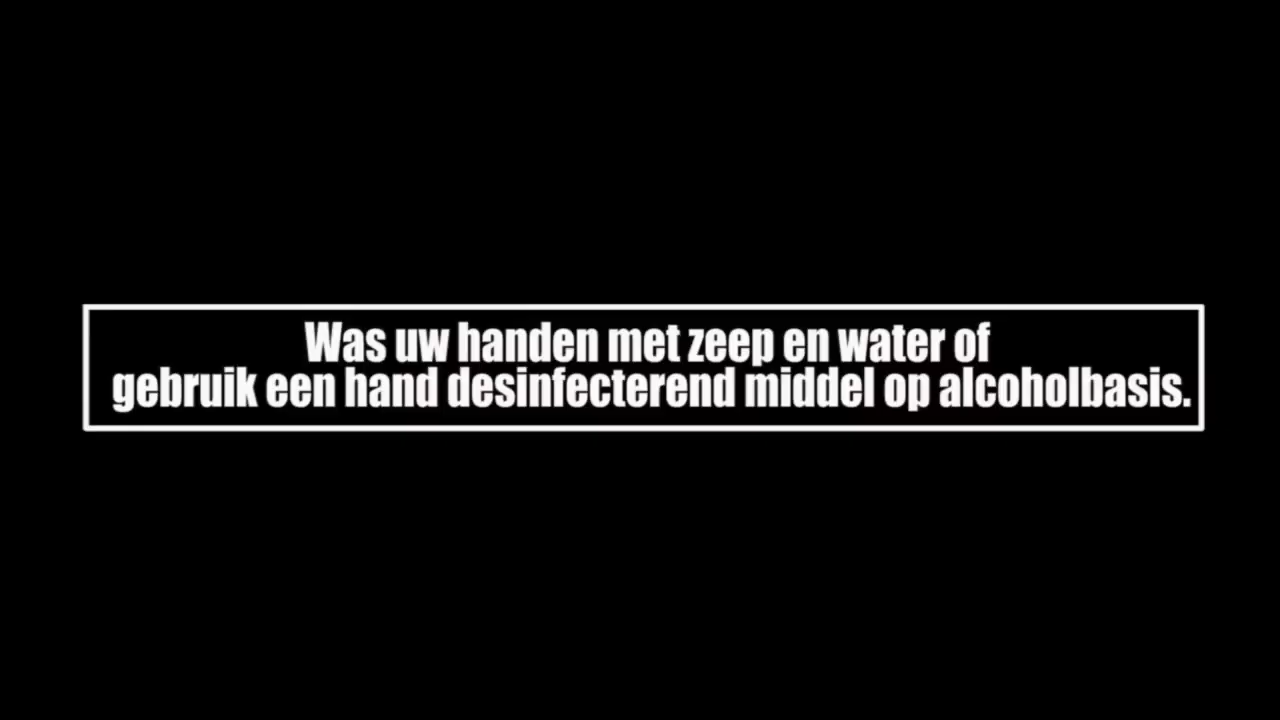 Was uw handen met zeep en water of
gebruik een hand desinfecterend middel op alcoholbasis.